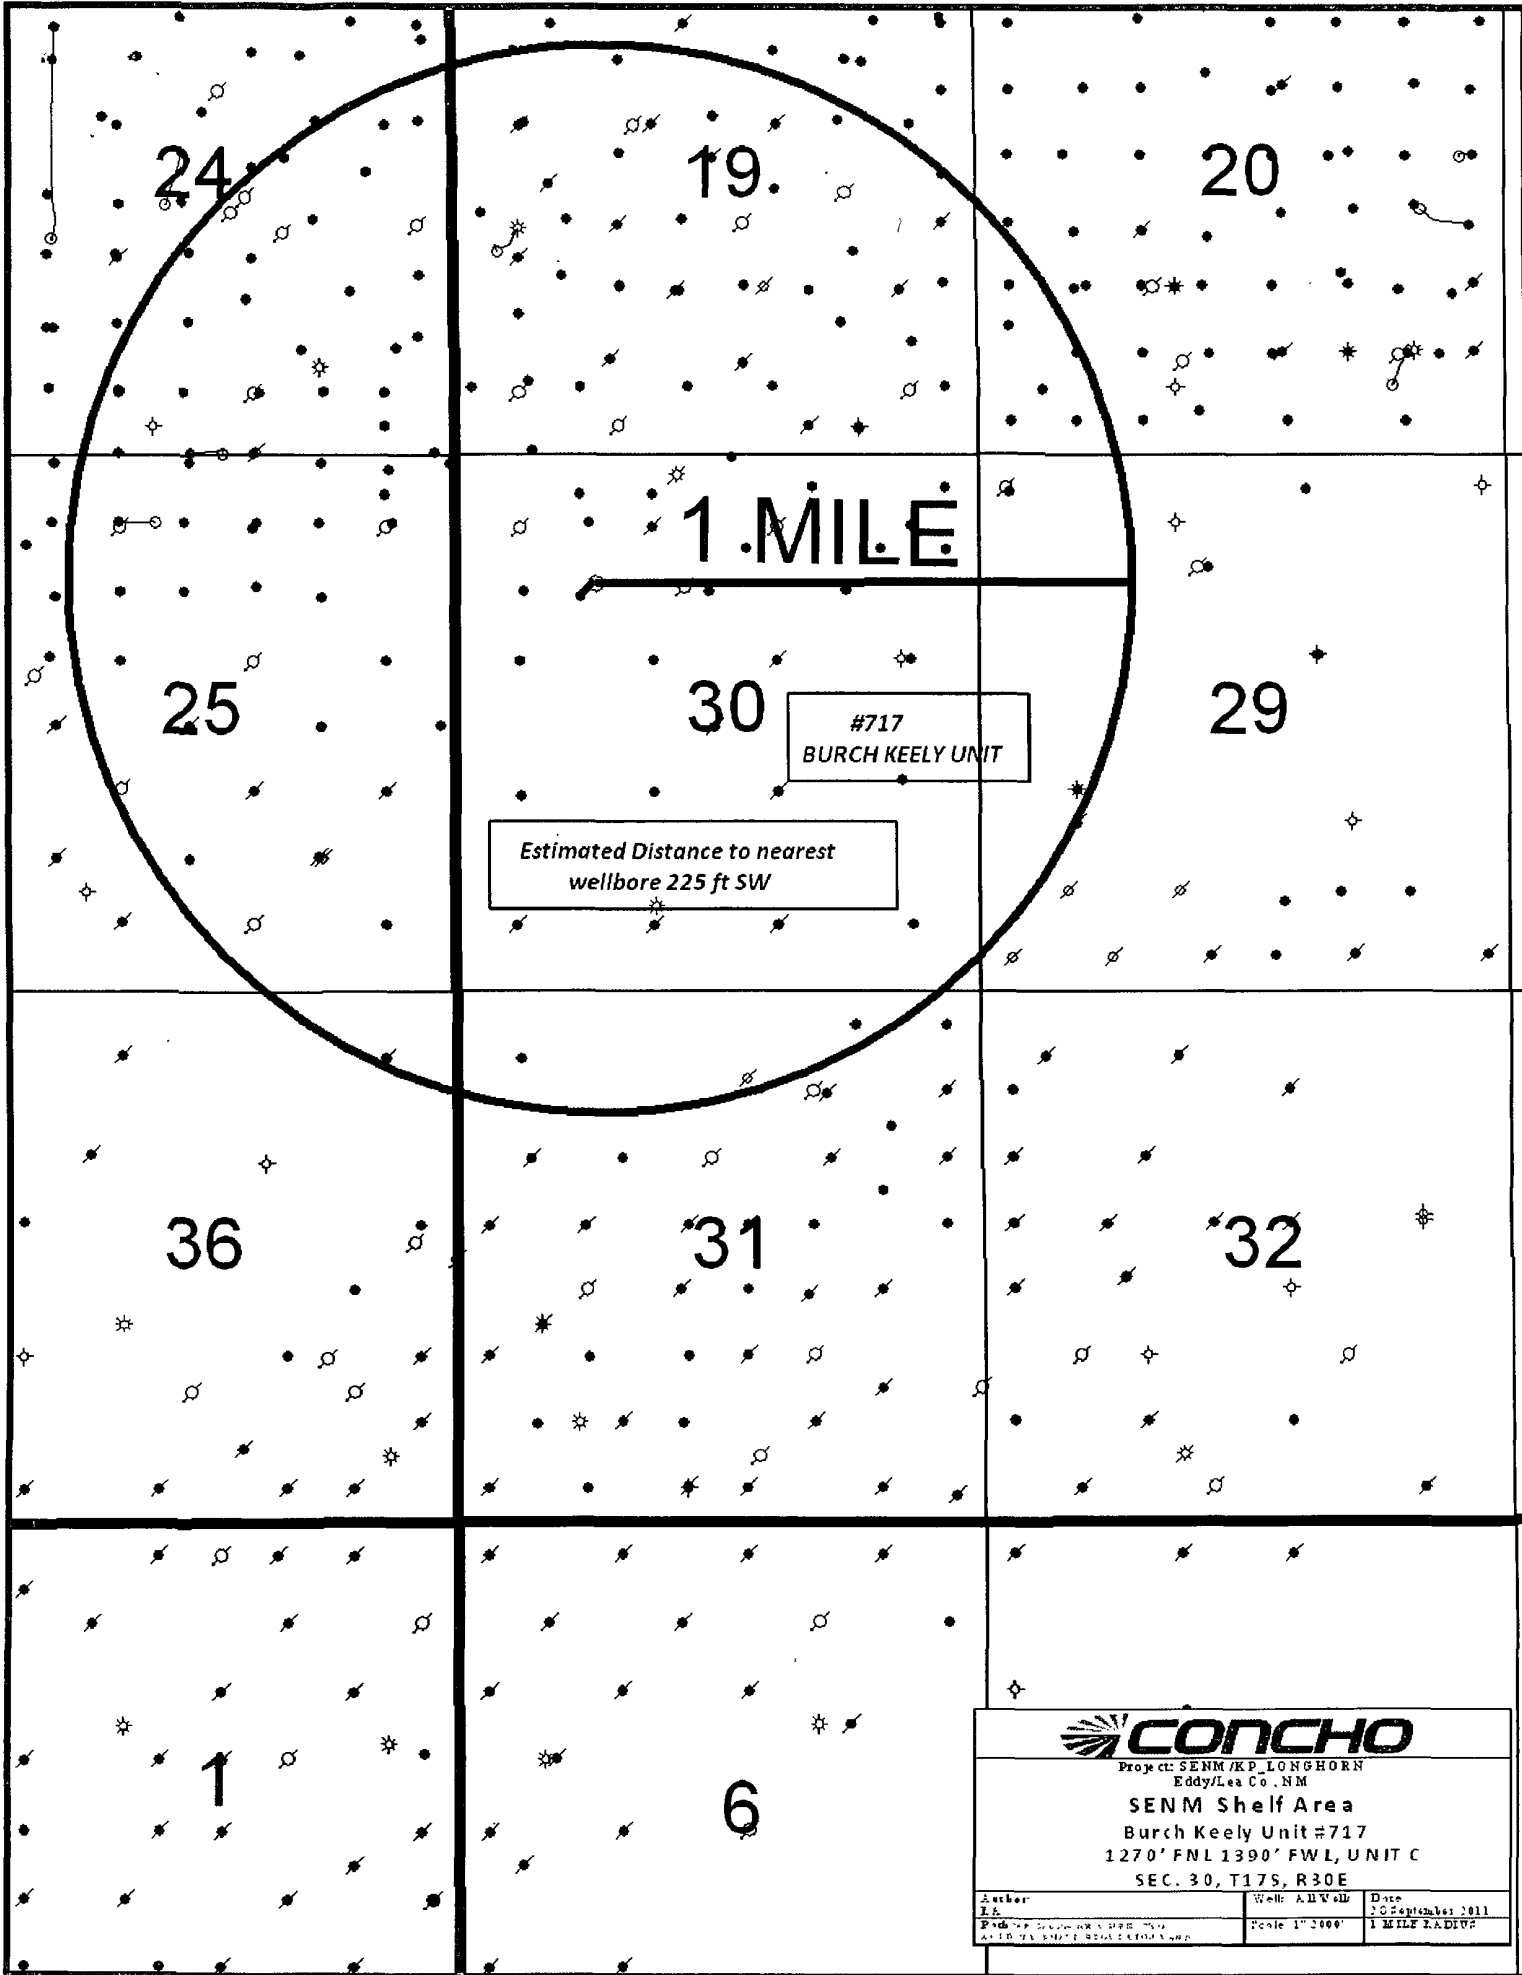 24
19
20
1 MILE
25
30
29
#717
BURCH KEELY UNIT
Estimated Distance to nearest
wellbore 225 ft SW
36
31
32
1
6
CONCHO
Project: SENM/KP_LONGHORN
Eddy/Lea Co., NM
SENM Shelf Area
Burch Keely Unit #717
1270' FNL 1390' FWL, UNIT C
SEC. 30, T17S, R30E
Author:
Well: All Wells
Date
September 2011
Scale 1" 2000'
1 MILE RADIUS